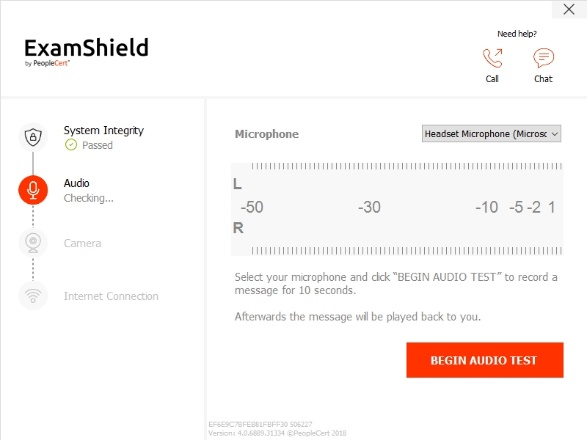 Need help?
ExamShield
by PeopleCert
Call
Chat
System Integrity
Passed
Microphone
Headset Microphone (Microsc
Audio
Checking...
L
-50 -30 -10 -5 -2 1
R
Camera
Select your microphone and click "BEGIN AUDIO TEST" to record a
message for 10 seconds.
Internet Connection
Afterwards the message will be played back to you.
BEGIN AUDIO TEST
Version: 4.0.6889.31334 ©PeopleCert 2018